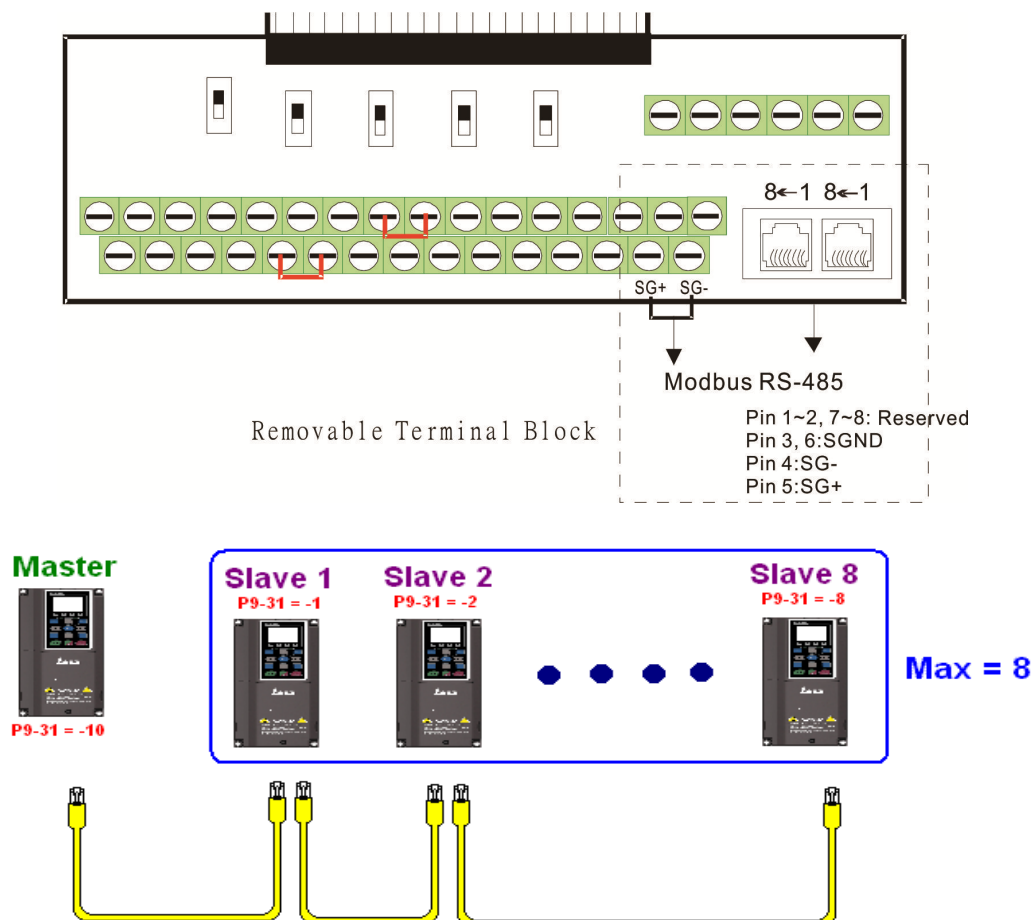 8←1 8←1
SG+ SG-
Modbus RS-485
Pin 1~2, 7~8: Reserved
Pin 3, 6:SGND
Pin 4:SG-
Pin 5:SG+
Removable Terminal Block
Master
Slave 1
Slave 2
Slave 8
P9-31 = -1
P9-31 = -2
P9-31 = -8
Max = 8
P9-31 = -10